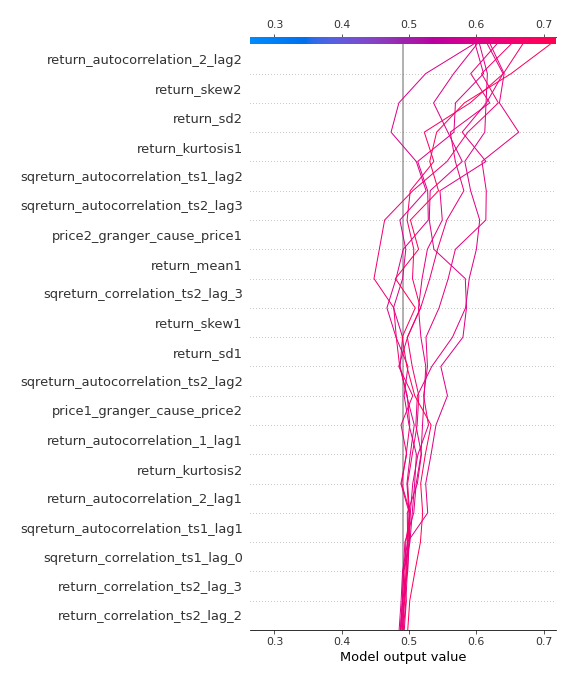 0.3 0.4 0.5 0.6 0.7
return_autocorrelation_2_lag2
return_skew2
return_sd2
return_kurtosis1
sqreturn_autocorrelation_ts1_lag2
sqreturn_autocorrelation_ts2_lag3
price2_granger_cause_price1
return_mean1
sqreturn_correlation_ts2_lag_3
return_skew1
return_sd1
sqreturn_autocorrelation_ts2_lag2
price1_granger_cause_price2
return_autocorrelation_1_lag1
return_kurtosis2
return_autocorrelation_2_lag1
sqreturn_autocorrelation_ts1_lag1
sqreturn_correlation_ts1_lag_0
return_correlation_ts2_lag_3
return_correlation_ts2_lag_2
0.3 0.4 0.5 0.6 0.7
Model output value